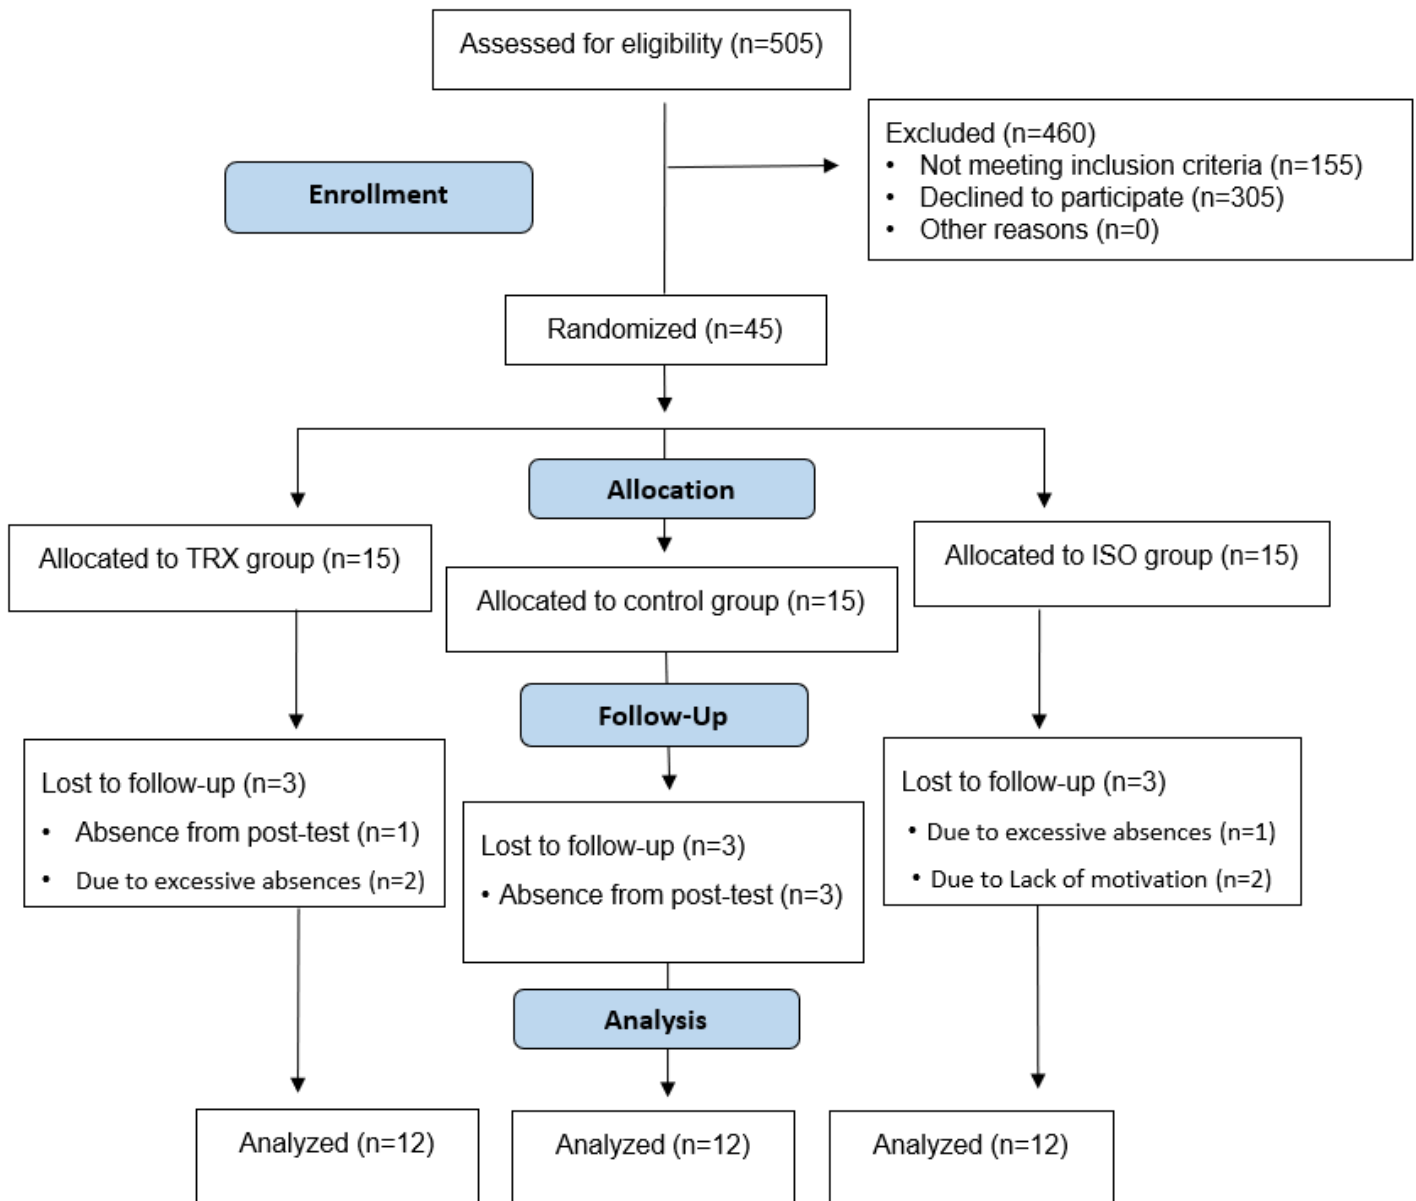 Assessed for eligibility (n=505)
Excluded (n=460)
• Not meeting inclusion criteria (n=155)
• Declined to participate (n=305)
• Other reasons (n=0)
Enrollment
Randomized (n=45)
Allocation
Allocated to TRX group (n=15)
Allocated to control group (n=15)
Allocated to ISO group (n=15)
Follow-Up
Lost to follow-up (n=3)
• Absence from post-test (n=1)
• Due to excessive absences (n=2)
Lost to follow-up (n=3)
• Absence from post-test (n=3)
Lost to follow-up (n=3)
• Due to excessive absences (n=1)
• Due to Lack of motivation (n=2)
Analysis
Analyzed (n=12)
Analyzed (n=12)
Analyzed (n=12)